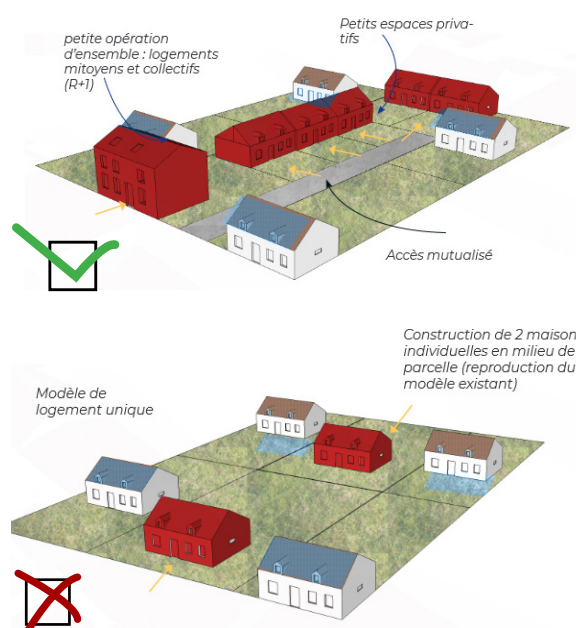 petite opération
d'ensemble : logements
mitoyens et collectifs
(R+1)
Petits espaces priva-
tifs
Accès mutualisé
Construction de 2 maison
individuelles en milieu de
parcelle (reproduction du
modèle existant)
Modèle de
logement unique